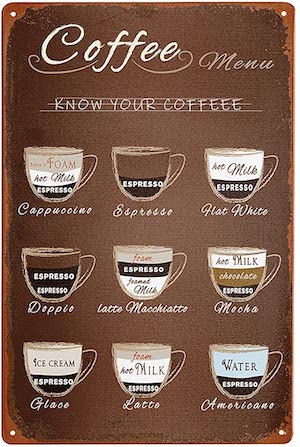 Coffee Menu
KNOW YOUR COFFEEE
tons of FOAM
hot Milk
ESPRESSO
Cappuccino
ESPRESSO
Espresso
hot Milk
ESPRESSO
Flat White
ESPRESSO
ESPRESSO
Doppio
foam
ESPRESSO
foamed
Milk
latte Macchiatto
hot MILK
chocolate
ESPRESSO
Mocha
ICE CREAM
ESPRESSO
Glace
foam
hot MILK
ESPRESSO
Latte
WATER
ESPRESSO
Americano